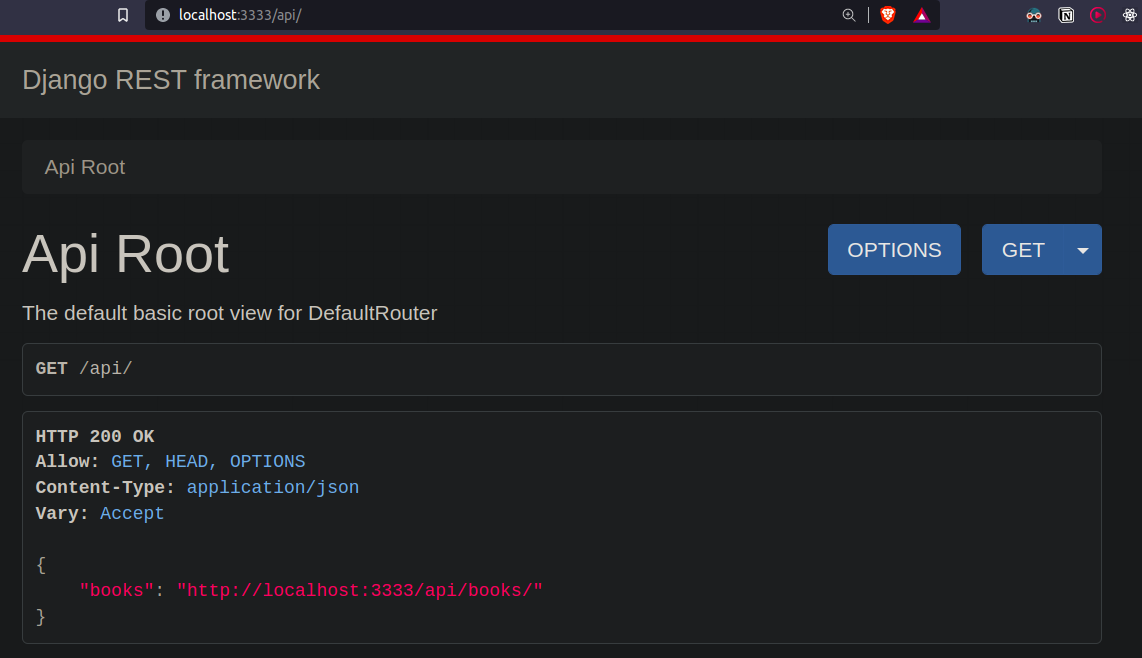 localhost:3333/api/
Django REST framework
Api Root
Api Root
OPTIONS
GET
The default basic root view for DefaultRouter
GET /api/
HTTP 200 OK
Allow: GET, HEAD, OPTIONS
Content-Type: application/json
Vary: Accept
{
    "books": "http://localhost:3333/api/books/"
}